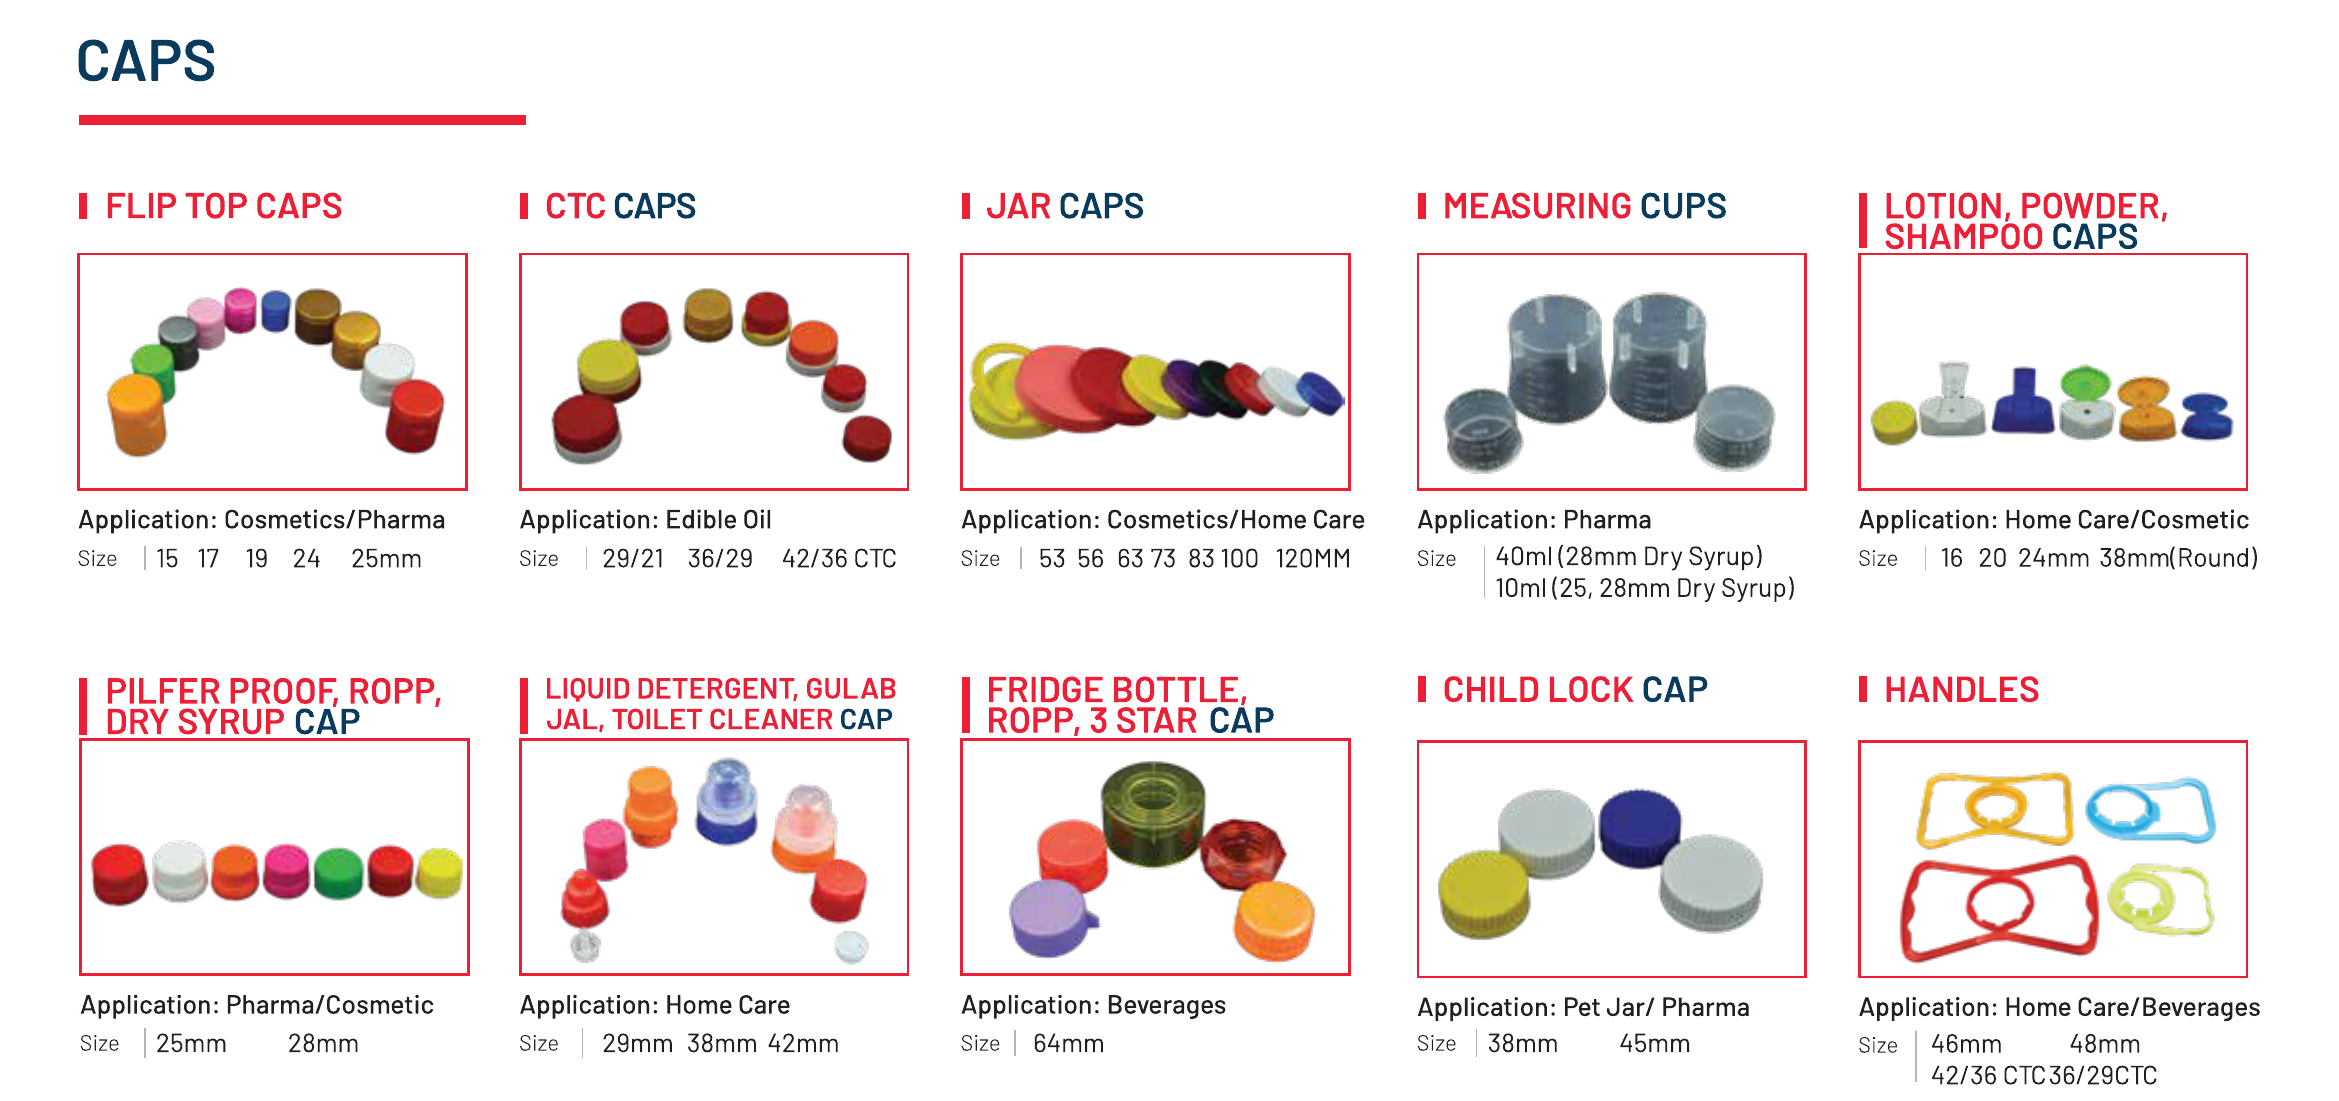 CAPS
FLIP TOP CAPS
Application: Cosmetics/Pharma
Size 15 17 19 24 25mm
CTC CAPS
Application: Edible Oil
Size 29/21 36/29 42/36 CTC
JAR CAPS
Application: Cosmetics/Home Care
Size 53 56 63 73 83 100 120MM
MEASURING CUPS
Application: Pharma
Size 40ml (28mm Dry Syrup)
10ml (25, 28mm Dry Syrup)
LOTION, POWDER,
SHAMPOO CAPS
Application: Home Care/Cosmetic
Size 16 20 24mm 38mm(Round)
PILFER PROOF, ROPP,
DRY SYRUP CAP
Application: Pharma/Cosmetic
Size 25mm 28mm
LIQUID DETERGENT, GULAB
JAL, TOILET CLEANER CAP
Application: Home Care
Size 29mm 38mm 42mm
FRIDGE BOTTLE,
ROPP, 3 STAR CAP
Application: Beverages
Size 64mm
CHILD LOCK CAP
Application: Pet Jar/ Pharma
Size 38mm 45mm
HANDLES
Application: Home Care/Beverages
Size 46mm 48mm
42/36 CTC 36/29CTC